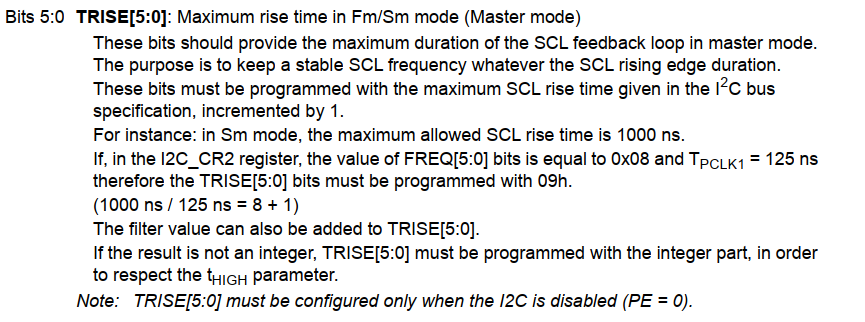 Bits 5:0 TRISE[5:0]: Maximum rise time in Fm/Sm mode (Master mode)
These bits should provide the maximum duration of the SCL feedback loop in master mode.
The purpose is to keep a stable SCL frequency whatever the SCL rising edge duration.
These bits must be programmed with the maximum SCL rise time given in the I²C bus
specification, incremented by 1.
For instance: in Sm mode, the maximum allowed SCL rise time is 1000 ns.
If, in the I2C_CR2 register, the value of FREQ[5:0] bits is equal to 0x08 and TPCLK1 = 125 ns
therefore the TRISE[5:0] bits must be programmed with 09h.
(1000 ns / 125 ns = 8 + 1)
The filter value can also be added to TRISE[5:0].
If the result is not an integer, TRISE[5:0] must be programmed with the integer part, in order
to respect the tHIGH parameter.
Note: TRISE[5:0] must be configured only when the I2C is disabled (PE = 0).